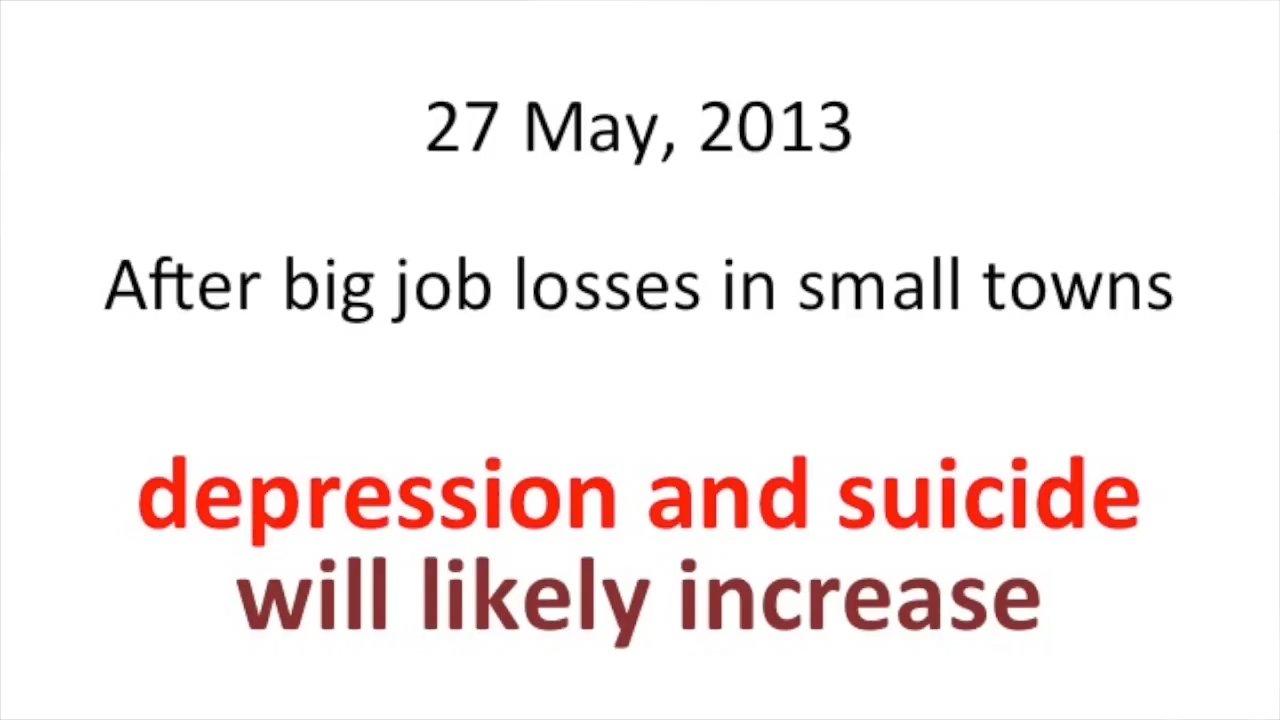 27 May, 2013
After big job losses in small towns
depression and suicide
will likely increase